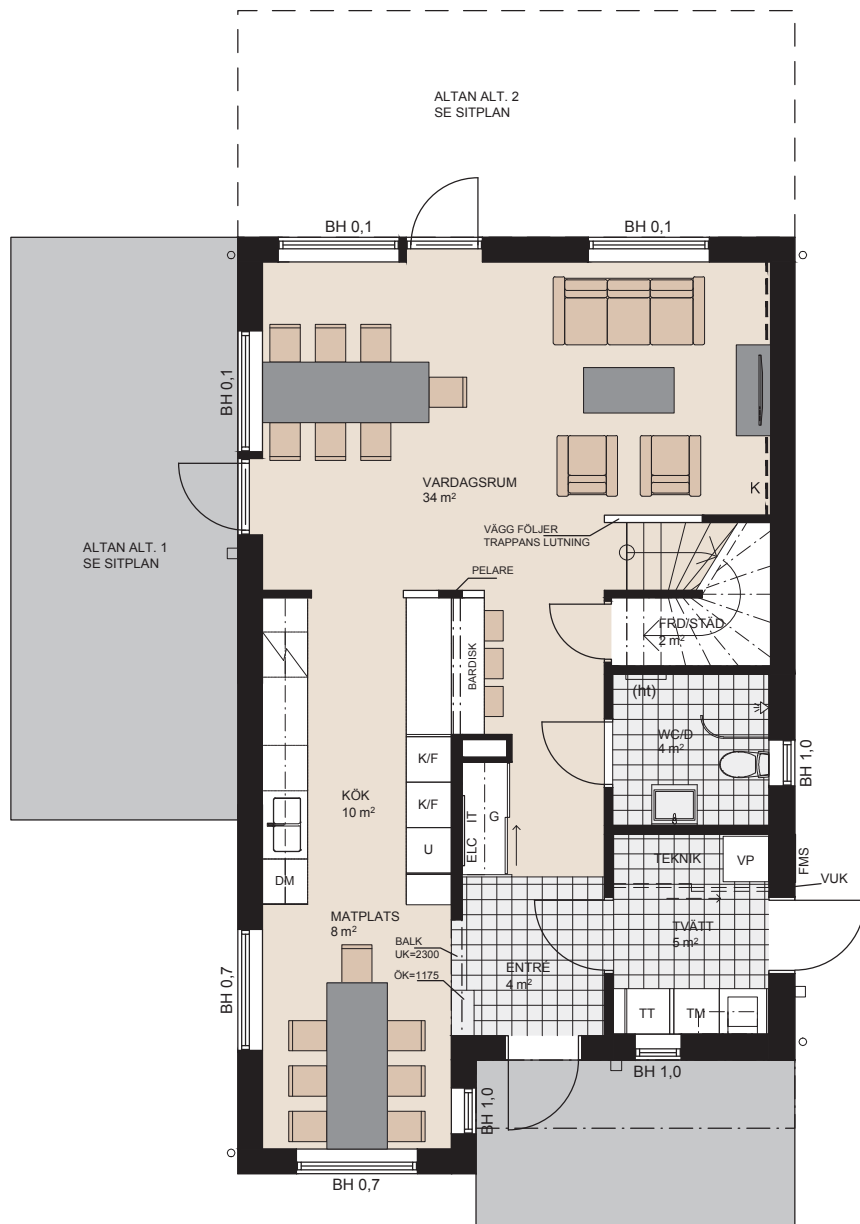 ALTAN ALT. 2
SE SITPLAN
BH 0,1
BH 0,1
BH 0,1
VARDAGSRUM
34 m²
K
VÄGG FÖLJER
TRAPPANS LUTNING
ALTAN ALT. 1
SE SITPLAN
PELARE
FRD/STÄD
2 m²
BARDISK
(ht)
WC/D
4 m²
BH 1,0
K/F
K/F
U
KÖK
10 m²
ELC
IT
G
DM
TEKNIK
VP
FMS
VUK
MATPLATS
8 m²
TVÄTT
5 m²
BALK
UK=2300
ÖK=1175
ENTRÉ
4 m²
BH 0,7
TT
TM
BH 1,0
BH 1,0
BH 0,7